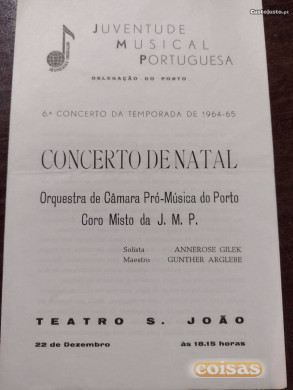 CustoJusto.pt
JUVENTUDE
MUSICAL
PORTUGUESA
DELEGAÇÃO DO PORTO
6.º CONCERTO DA TEMPORADA DE 1964-65
CONCERTO DE NATAL
Orquestra de Câmara Pró-Música do Porto
Coro Misto da J. M. P.
Solista ANNEROSE GILEK
Maestro GUNTHER ARGLEBE
TEATRO S. JOÃO
22 de Dezembro às 18.15 horas
coisas